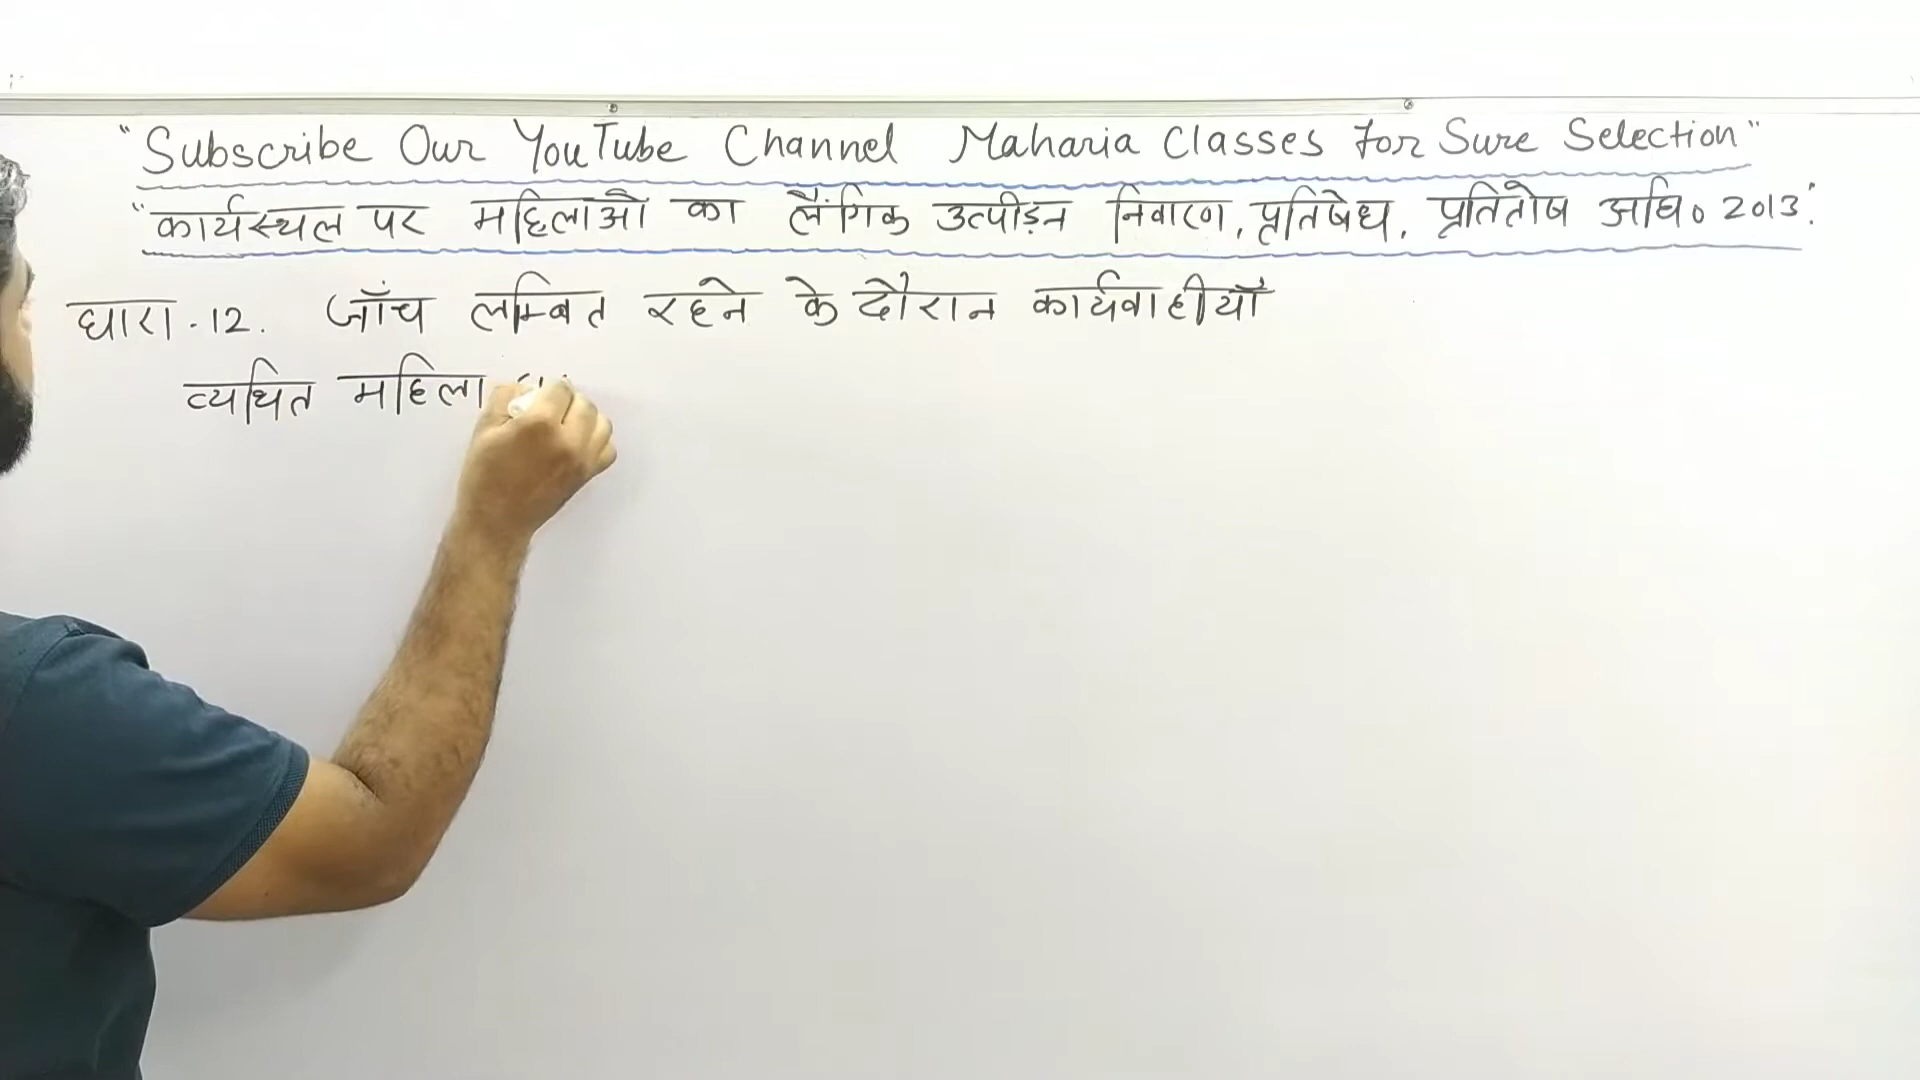 "Subscribe Our YouTube Channel Maharia Classes For Sure Selection"
"कार्यस्थल पर महिलाओं का लैंगिक उत्पीड़न निवारण, प्रतिषेध, प्रतितोष अधि० 2013."
धारा.12. जाँच लम्बित रहने के दौरान कार्यवाहीयाँ
व्यथित महिला